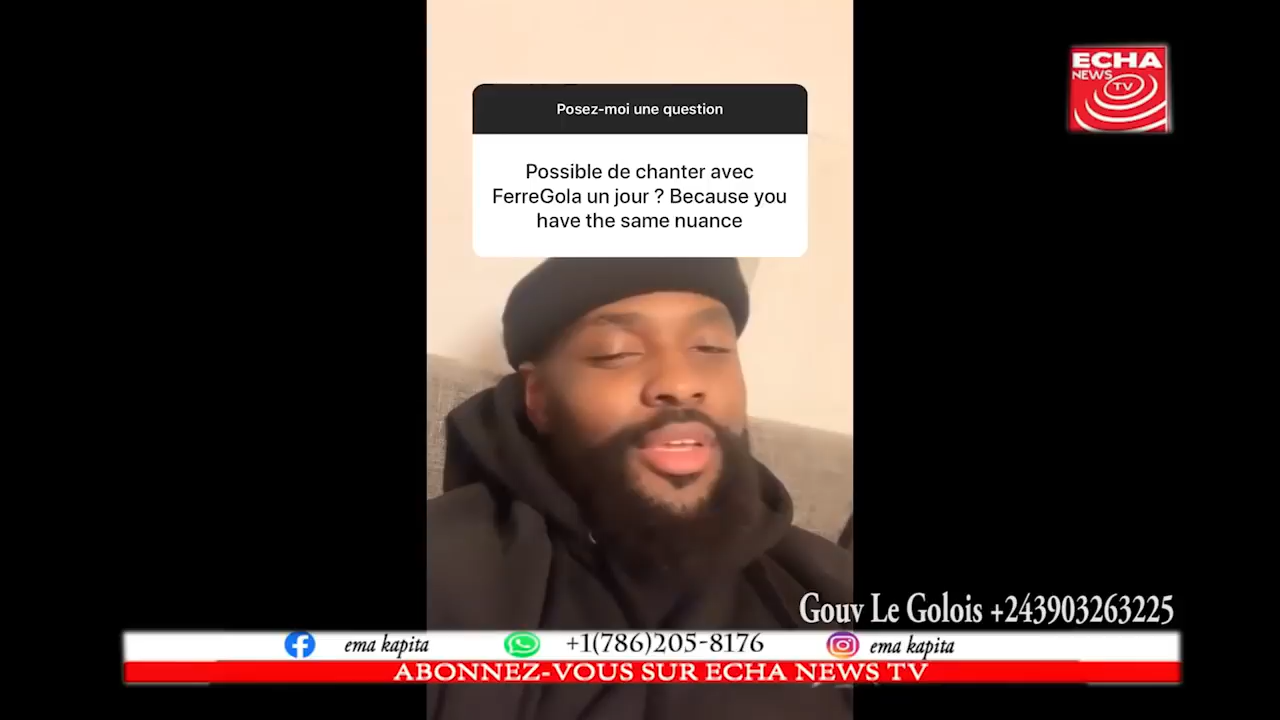 ECHA
NEWS
TV
Posez-moi une question
Possible de chanter avec
FerreGola un jour ? Because you
have the same nuance
Gouv Le Golois +243903263225
ema kapita
+1(786)205-8176
ema kapita
ABONNEZ-VOUS SUR ECHA NEWS TV